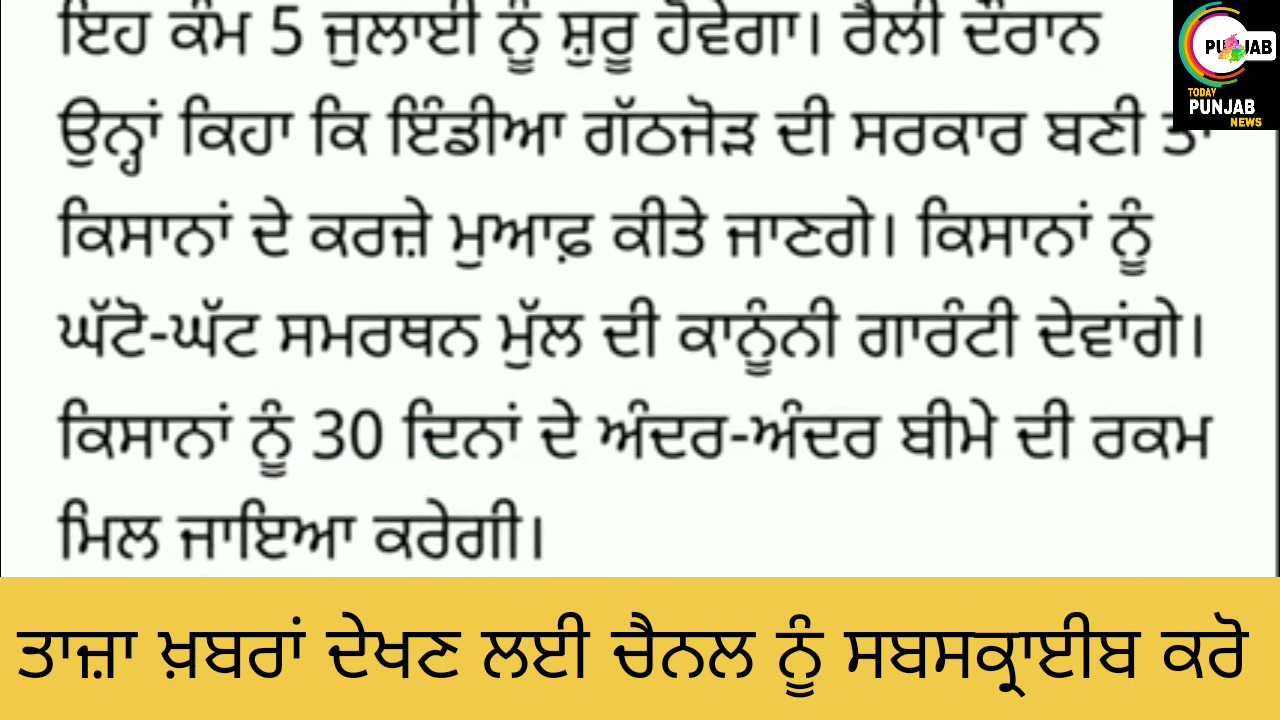 ਇਹ ਕੰਮ 5 ਜੁਲਾਈ ਨੂੰ ਸ਼ੁਰੂ ਹੋਵੇਗਾ। ਰੈਲੀ ਦੌਰਾਨ
ਉਨ੍ਹਾਂ ਕਿਹਾ ਕਿ ਇੰਡੀਆ ਗੱਠਜੋੜ ਦੀ ਸਰਕਾਰ ਬਣੀ ਤਾਂ
ਕਿਸਾਨਾਂ ਦੇ ਕਰਜ਼ੇ ਮੁਆਫ਼ ਕੀਤੇ ਜਾਣਗੇ। ਕਿਸਾਨਾਂ ਨੂੰ
ਘੱਟੋ-ਘੱਟ ਸਮਰਥਨ ਮੁੱਲ ਦੀ ਕਾਨੂੰਨੀ ਗਾਰੰਟੀ ਦੇਵਾਂਗੇ।
ਕਿਸਾਨਾਂ ਨੂੰ 30 ਦਿਨਾਂ ਦੇ ਅੰਦਰ-ਅੰਦਰ ਬੀਮੇ ਦੀ ਰਕਮ
ਮਿਲ ਜਾਇਆ ਕਰੇਗੀ।
PUNJAB
TODAY
PUNJAB
NEWS
ਤਾਜ਼ਾ ਖ਼ਬਰਾਂ ਦੇਖਣ ਲਈ ਚੈਨਲ ਨੂੰ ਸਬਸਕ੍ਰਾਈਬ ਕਰੋ